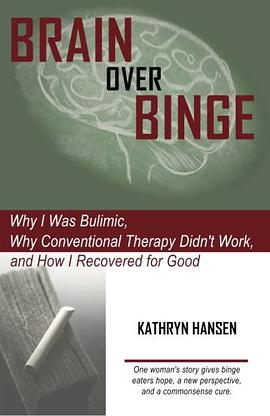 BRAIN
OVER
BINGE
Why I Was Bulimic,
Why Conventional Therapy Didn't Work,
and How I Recovered for Good
KATHRYN HANSEN
One woman's story gives binge
eaters hope, a new perspective,
and a commonsense cure.